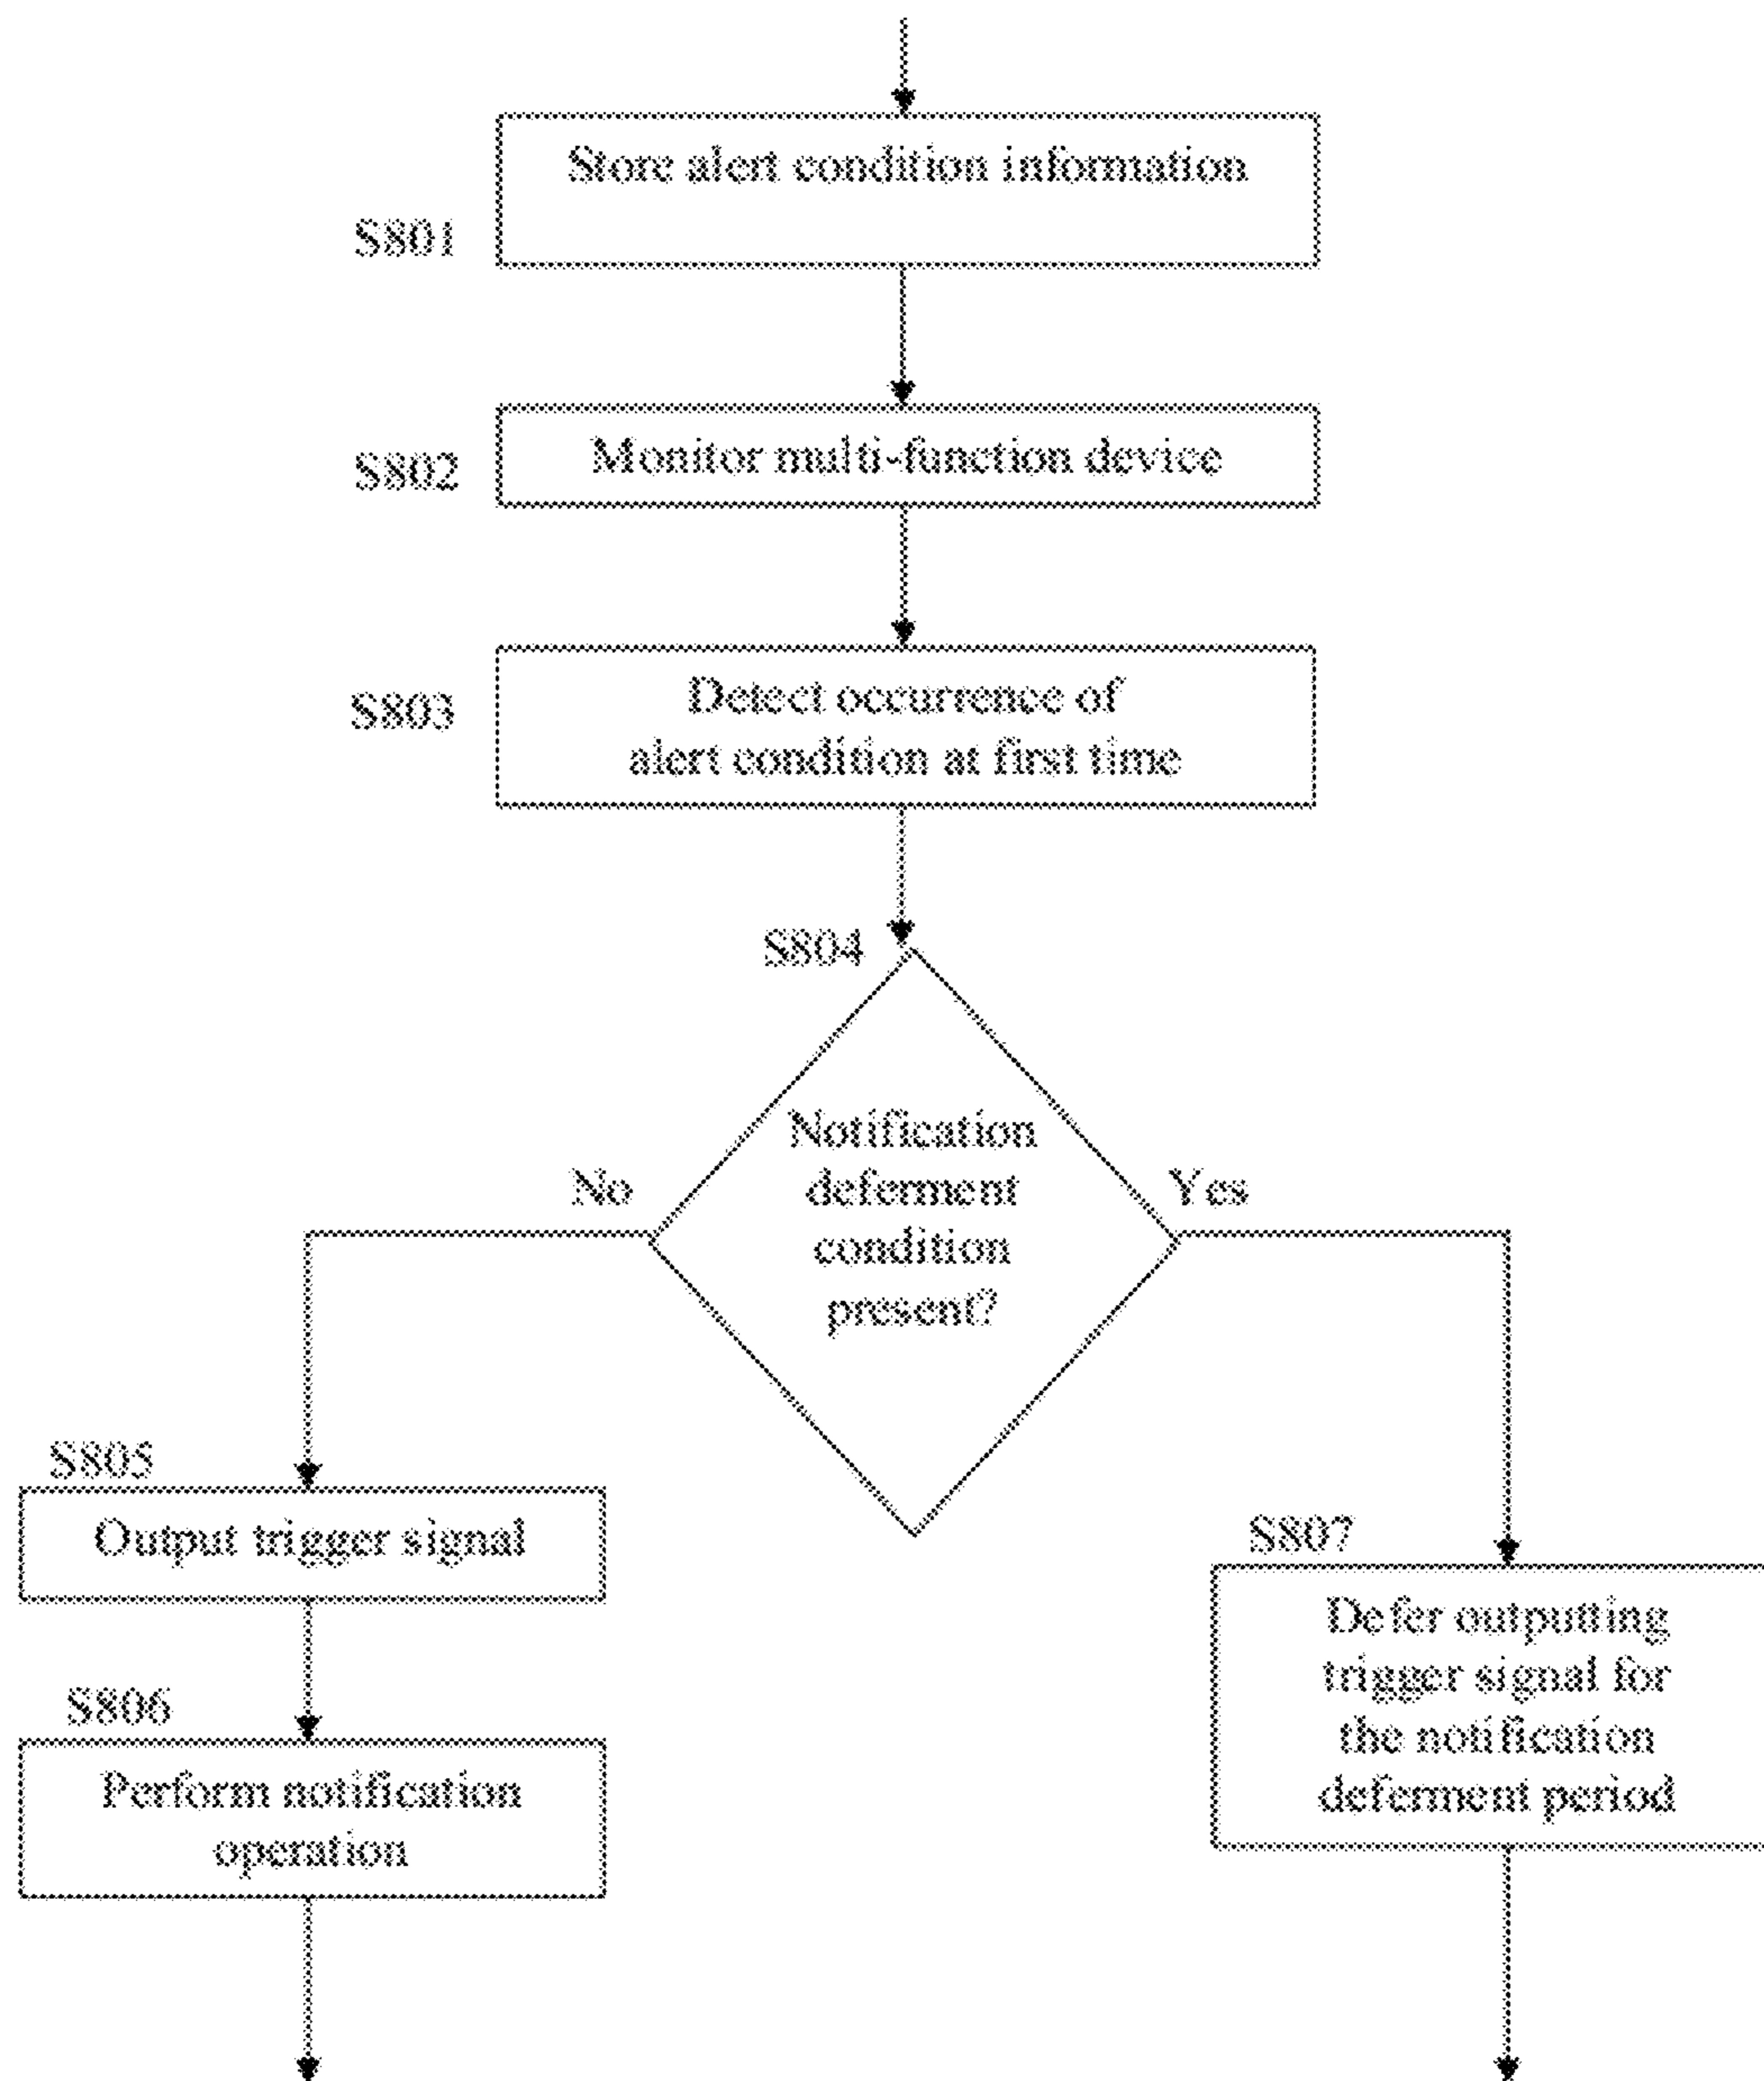 Store alert condition information
S801
Monitor multi-function device
S802
Detect occurrence of
alert condition at first time
S803
S804
Notification
deferment
condition
present?
No
Yes
S805
Output trigger signal
S806
Perform notification
operation
S807
Defer outputting
trigger signal for
the notification
deferment period